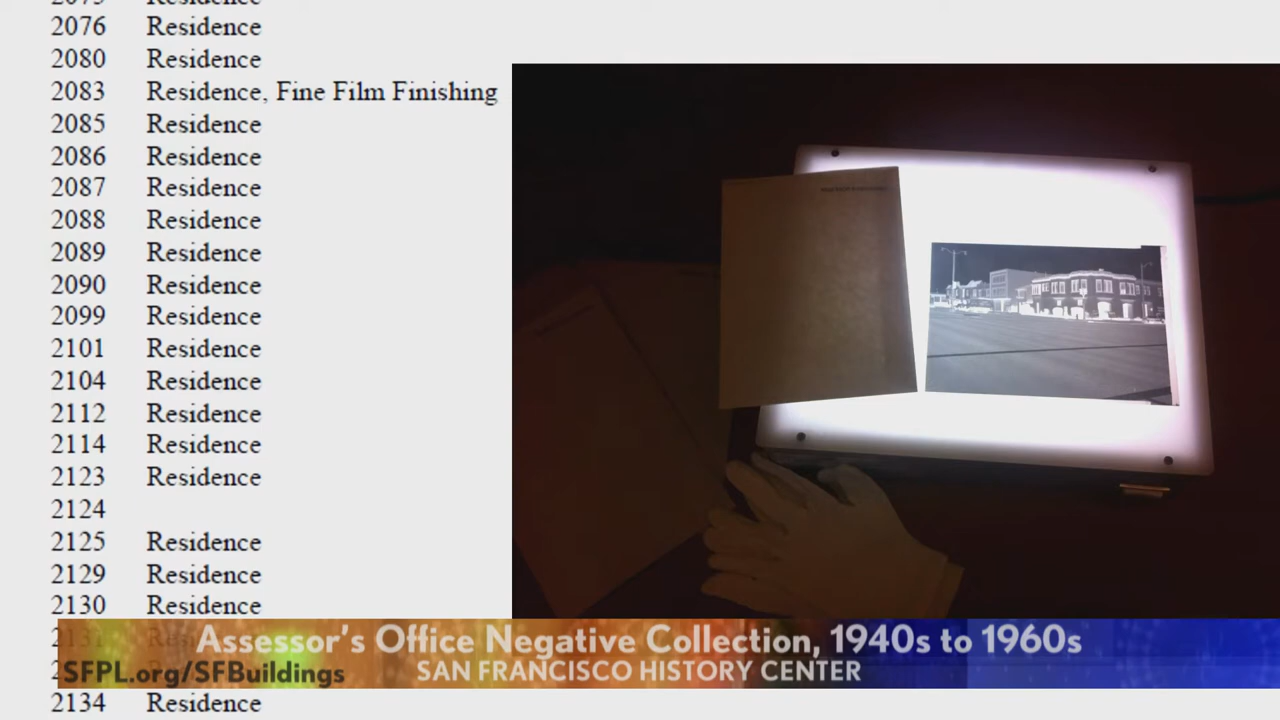 2076 Residence
2080 Residence
2083 Residence, Fine Film Finishing
2085 Residence
2086 Residence
2087 Residence
2088 Residence
2089 Residence
2090 Residence
2099 Residence
2101 Residence
2104 Residence
2112 Residence
2114 Residence
2123 Residence
2124
2125 Residence
2129 Residence
2130 Residence
2131
Assessor's Office Negative Collection, 1940s to 1960s
SFPL.org/SFBuildings
SAN FRANCISCO HISTORY CENTER
2134 Residence